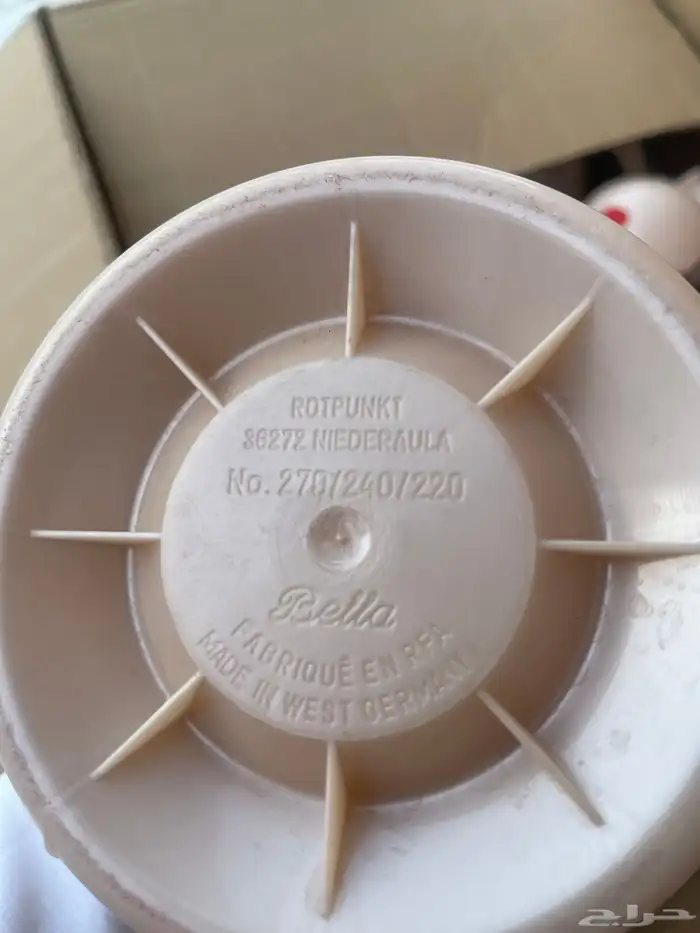 ROTPUNKT
36272 NIEDERAULA
No. 270/240/220
Bella
FABRIQUÉ EN RFA
MADE IN WEST GERMANY
حراج